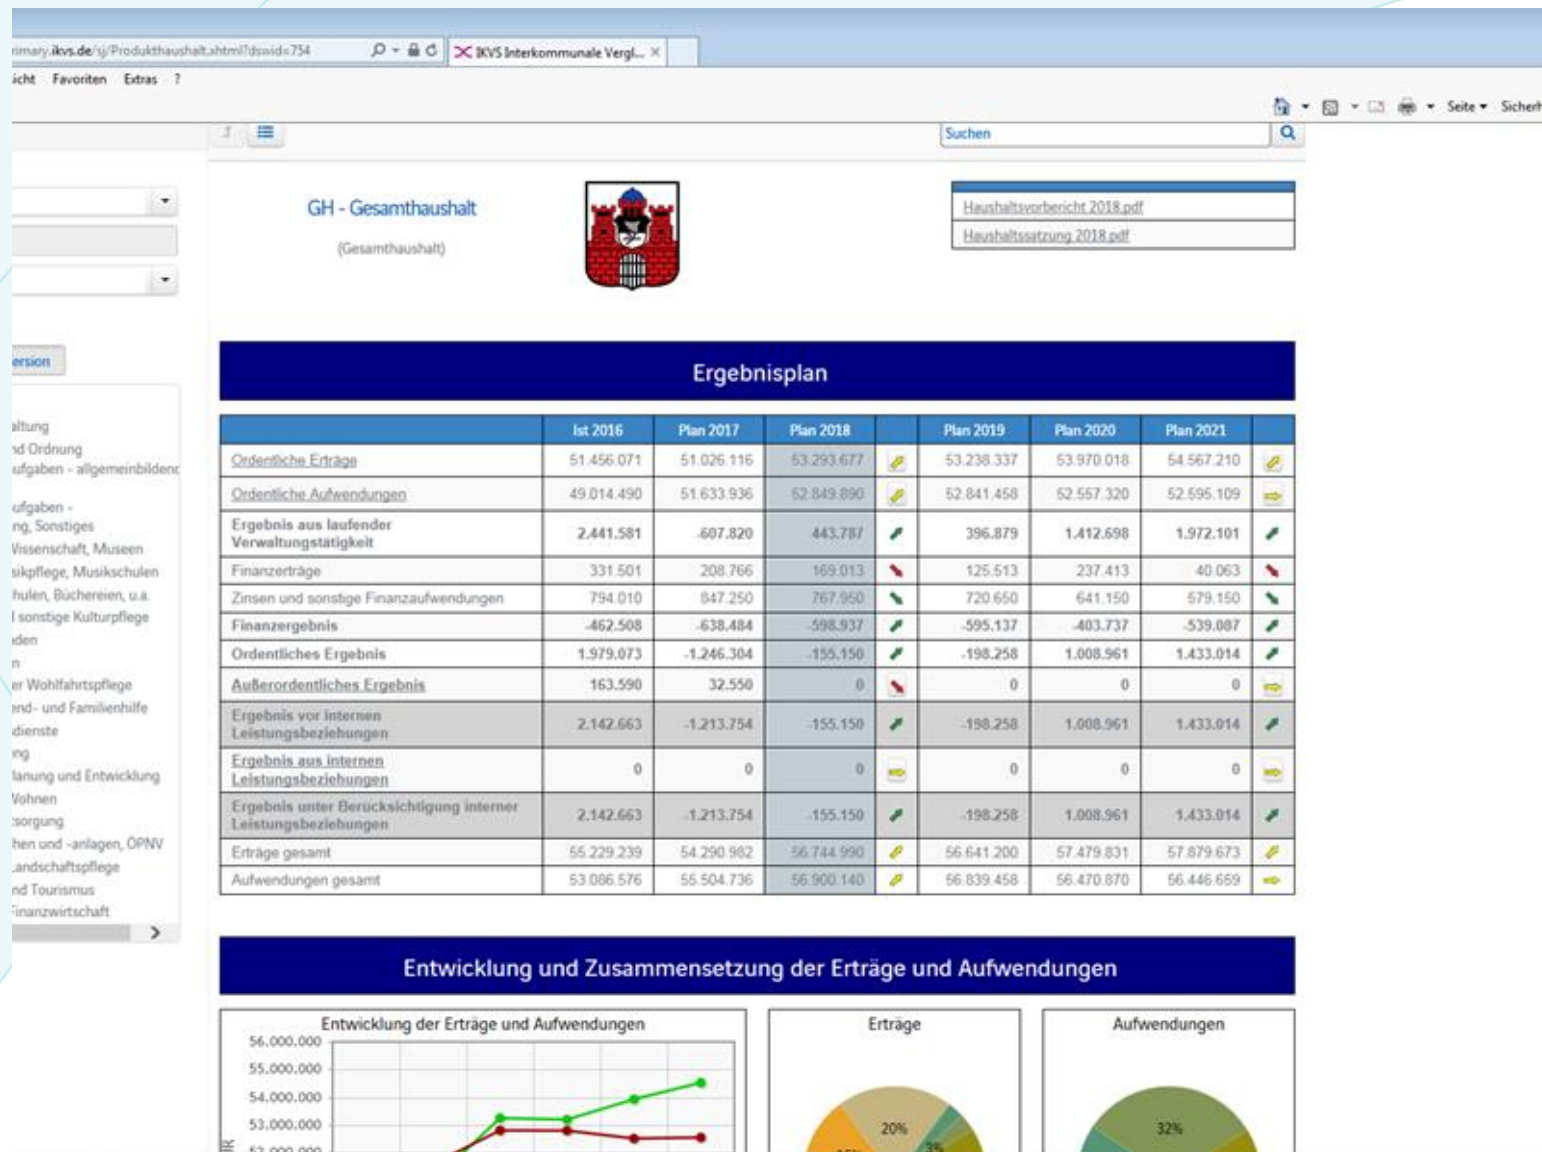 rimary.ikvs.de/sj/Produkthaushalt.xhtml?dswid=754
IKVS Interkommunale Vergl...
icht Favoriten Extras ?
Seite Sicherh
Suchen
GH - Gesamthaushalt
(Gesamthaushalt)
Haushaltsvorbericht 2018.pdf
Haushaltssatzung 2018.pdf
ersion
altung
nd Ordnung
ufgaben - allgemeinbildend
ufgaben -
ng, Sonstiges
Wissenschaft, Museen
sikpflege, Musikschulen
hulen, Büchereien, u.a.
sonstige Kulturpflege
den
n
er Wohlfahrtspflege
end- und Familienhilfe
dienste
ng
lanung und Entwicklung
Wohnen
tsorgung
hen und -anlagen, ÖPNV
Landschaftspflege
nd Tourismus
Finanzwirtschaft
Ergebnisplan
Ist 2016 Plan 2017 Plan 2018 Plan 2019 Plan 2020 Plan 2021
Ordentliche Erträge 51.456.071 51.026.116 53.293.677 53.238.337 53.970.018 54.567.210
Ordentliche Aufwendungen 49.014.490 51.633.936 52.849.890 52.841.458 52.557.320 52.595.109
Ergebnis aus laufender
Verwaltungstätigkeit 2.441.581 -607.820 443.787 396.879 1.412.698 1.972.101
Finanzerträge 331.501 208.766 169.013 125.513 237.413 40.063
Zinsen und sonstige Finanzaufwendungen 794.010 847.250 767.950 720.650 641.150 579.150
Finanzergebnis -462.508 -638.484 -598.937 -595.137 -403.737 -539.087
Ordentliches Ergebnis 1.979.073 -1.246.304 -155.150 -198.258 1.008.961 1.433.014
Außerordentliches Ergebnis 163.590 32.550 0 0 0 0
Ergebnis vor internen
Leistungsbeziehungen 2.142.663 -1.213.754 -155.150 -198.258 1.008.961 1.433.014
Ergebnis aus internen
Leistungsbeziehungen 0 0 0 0 0 0
Ergebnis unter Berücksichtigung interner
Leistungsbeziehungen 2.142.663 -1.213.754 -155.150 -198.258 1.008.961 1.433.014
Erträge gesamt 55.229.239 54.290.982 56.744.990 56.641.200 57.479.831 57.879.673
Aufwendungen gesamt 53.086.576 55.504.736 56.900.140 56.839.458 56.470.870 56.446.659
Entwicklung und Zusammensetzung der Erträge und Aufwendungen
Entwicklung der Erträge und Aufwendungen
56.000.000
55.000.000
54.000.000
53.000.000
Erträge
20%
3%
Aufwendungen
32%